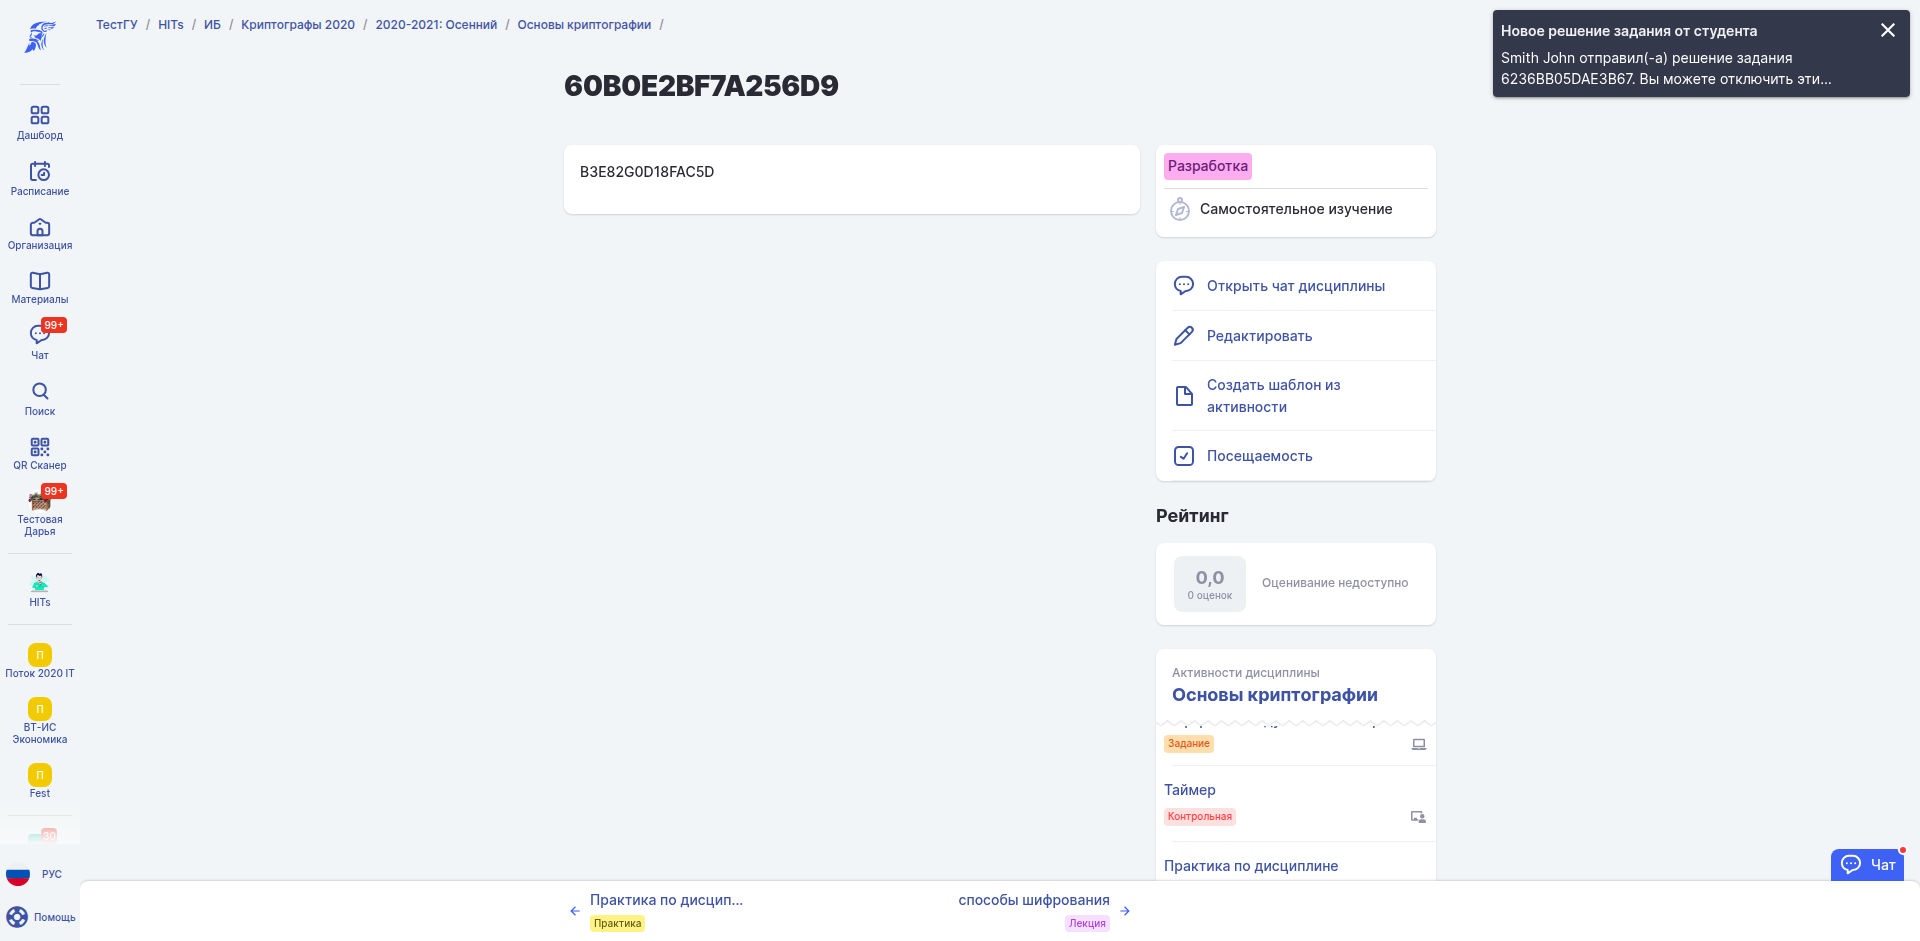 ТестГУ / HITs / ИБ / Криптографы 2020 / 2020-2021: Осенний / Основы криптографии /
Новое решение задания от студента
Smith John отправил(-а) решение задания
6236BB05DAE3B67. Вы можете отключить эти...
60B0E2BF7A256D9
B3E82G0D18FAC5D
Разработка
Самостоятельное изучение
Открыть чат дисциплины
Редактировать
Создать шаблон из
активности
Посещаемость
Рейтинг
0,0
0 оценок
Оценивание недоступно
Активности дисциплины
Основы криптографии
Задание
Таймер
Контрольная
Практика по дисциплине
Дашборд
Расписание
Организация
Материалы
99+
Чат
Поиск
QR Сканер
99+
Тестовая
Дарья
HITs
П
Поток 2020 IT
П
ВТ-ИС
Экономика
П
Fest
30
РУС
Помощь
Практика по дисцип...
Практика
способы шифрования
Лекция
Чат